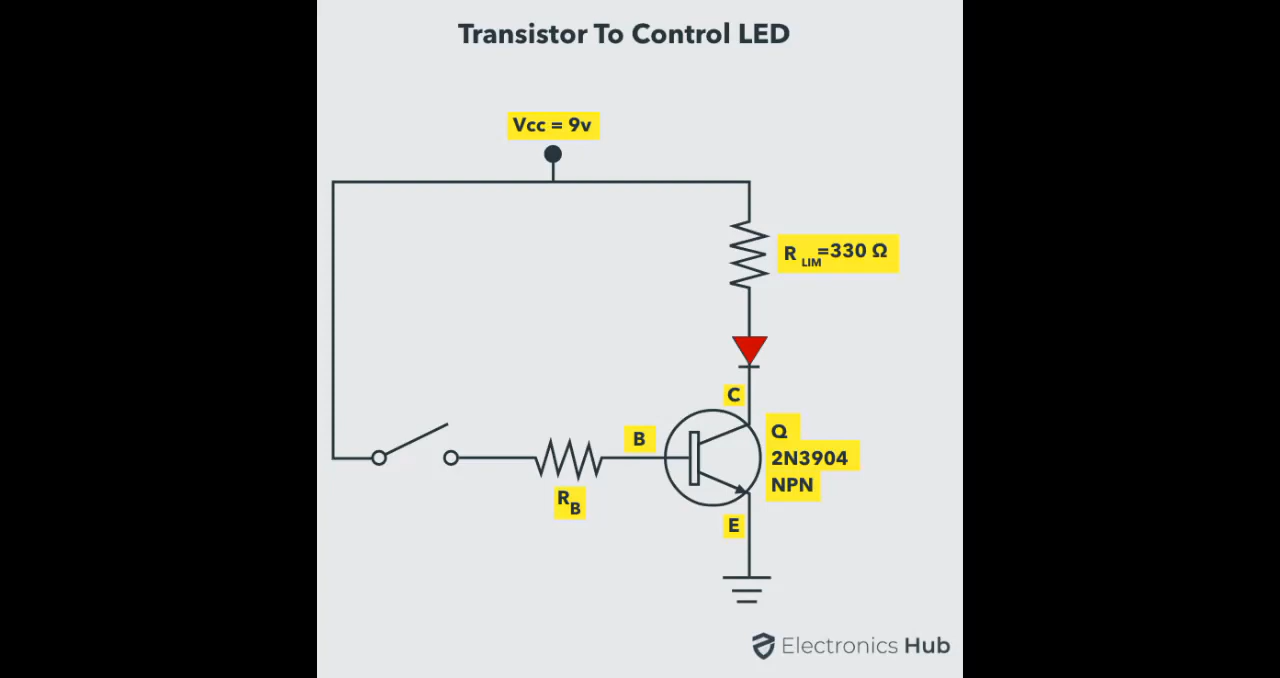 Transistor To Control LED
Vcc = 9v
R LIM=330 Ω
C
B
Q
2N3904
NPN
RB
E
Electronics Hub